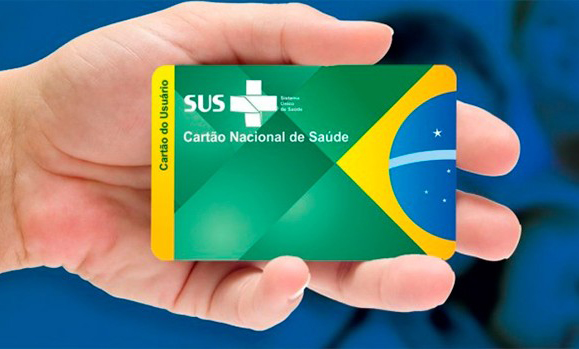 Cartão do Usuário
SUS
Sistema
Único
de Saúde
Cartão Nacional de Saúde